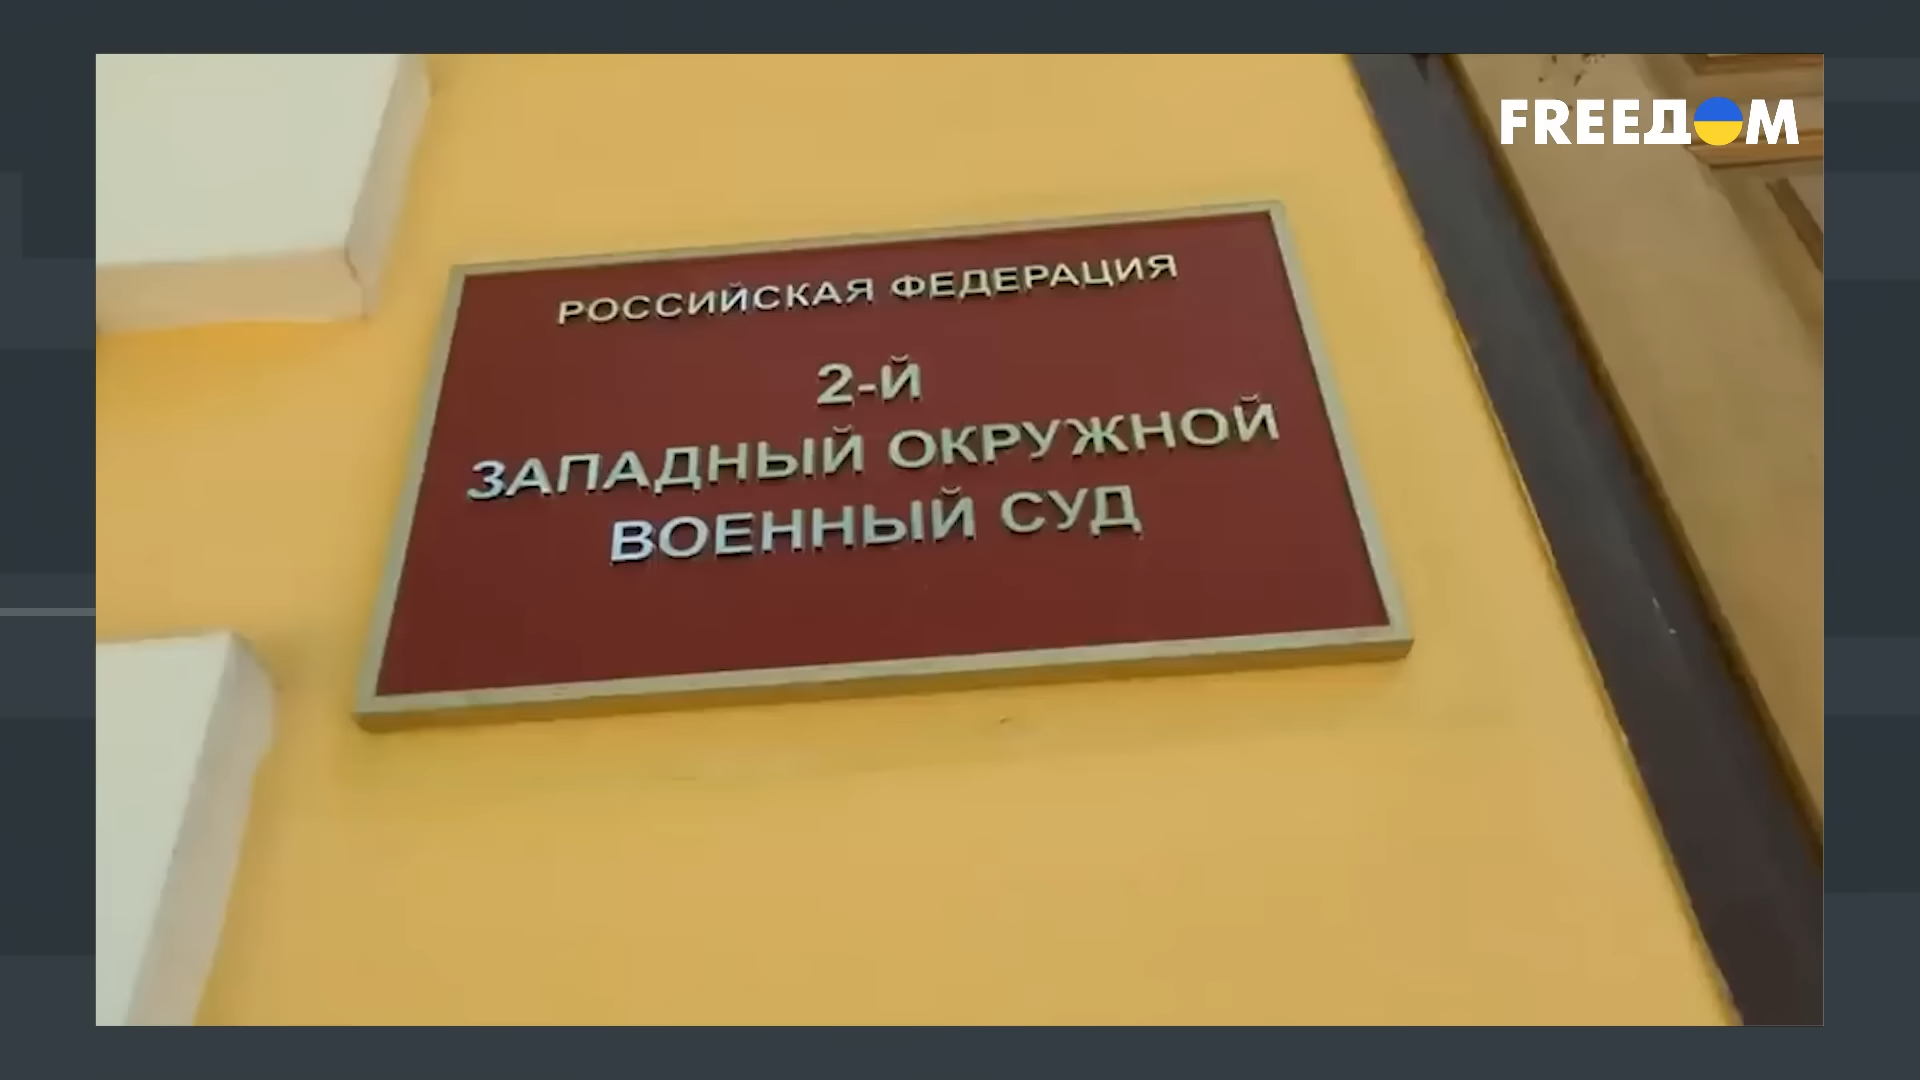 FREEДOM
РОССИЙСКАЯ ФЕДЕРАЦИЯ
2-Й
ЗАПАДНЫЙ ОКРУЖНОЙ
ВОЕННЫЙ СУД